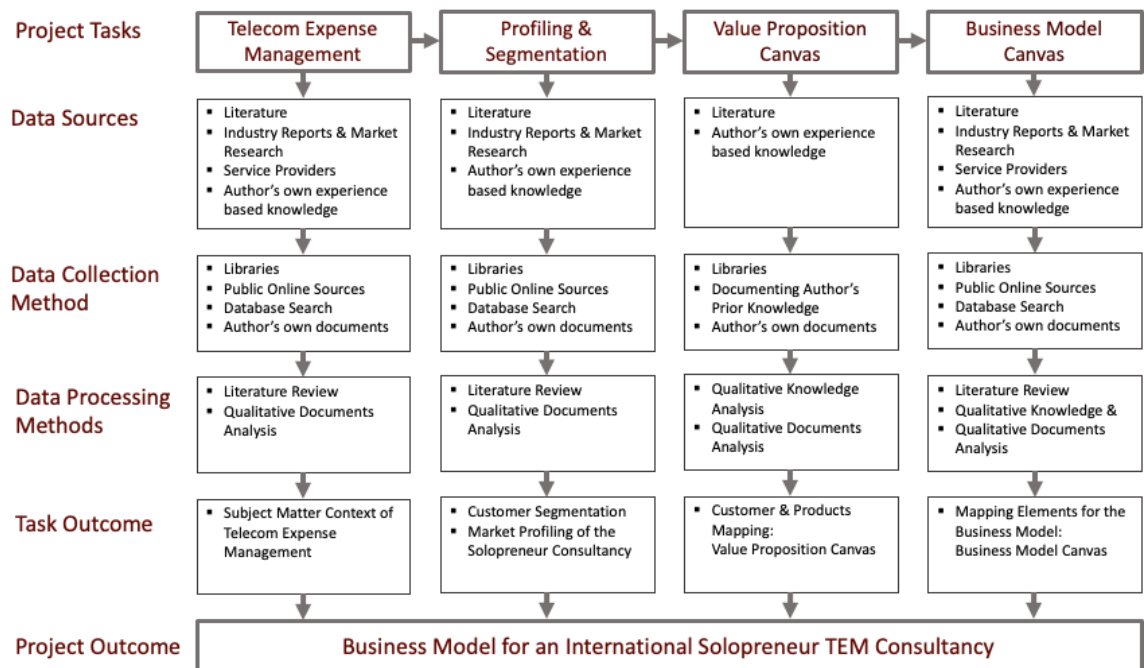 Project Tasks
Telecom Expense
Management
Profiling &
Segmentation
Value Proposition
Canvas
Business Model
Canvas
Data Sources
▪ Literature
▪ Industry Reports & Market
Research
▪ Service Providers
▪ Author's own experience
based knowledge
▪ Literature
▪ Industry Reports & Market
Research
▪ Author's own experience
based knowledge
▪ Literature
▪ Author's own experience
based knowledge
▪ Literature
▪ Industry Reports & Market
Research
▪ Service Providers
▪ Author's own experience
based knowledge
Data Collection
Method
▪ Libraries
▪ Public Online Sources
▪ Database Search
▪ Author's own documents
▪ Libraries
▪ Public Online Sources
▪ Database Search
▪ Author's own documents
▪ Libraries
▪ Documenting Author's
Prior Knowledge
▪ Author's own documents
▪ Libraries
▪ Public Online Sources
▪ Database Search
▪ Author's own documents
Data Processing
Methods
▪ Literature Review
▪ Qualitative Documents
Analysis
▪ Literature Review
▪ Qualitative Documents
Analysis
▪ Qualitative Knowledge
Analysis
▪ Qualitative Documents
Analysis
▪ Literature Review
▪ Qualitative Knowledge &
▪ Qualitative Documents
Analysis
Task Outcome
▪ Subject Matter Context of
Telecom Expense
Management
▪ Customer Segmentation
▪ Market Profiling of the
Solopreneur Consultancy
▪ Customer & Products
Mapping:
Value Proposition Canvas
▪ Mapping Elements for the
Business Model:
Business Model Canvas
Project Outcome
Business Model for an International Solopreneur TEM Consultancy